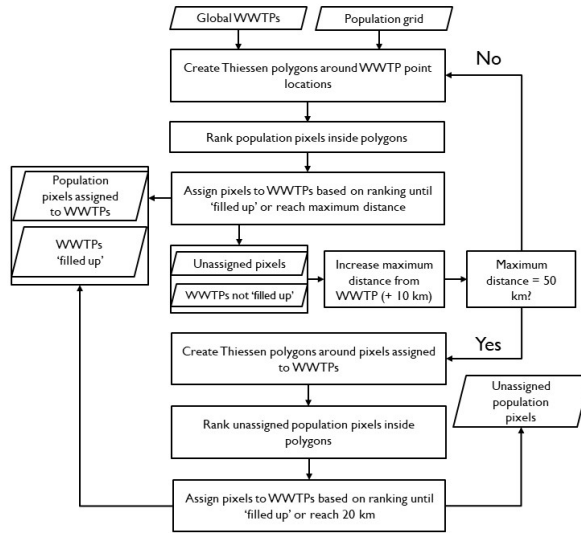 Global WWTPs
Population grid
Create Thiessen polygons around WWTP point
locations
No
Rank population pixels inside polygons
Population
pixels assigned
to WWTPs
WWTPs
'filled up'
Assign pixels to WWTPs based on ranking until
'filled up' or reach maximum distance
Unassigned pixels
WWTPs not 'filled up'
Increase maximum
distance from
WWTP (+ 10 km)
Maximum
distance = 50
km?
Yes
Create Thiessen polygons around pixels assigned
to WWTPs
Unassigned
population
pixels
Rank unassigned population pixels inside
polygons
Assign pixels to WWTPs based on ranking until
'filled up' or reach 20 km